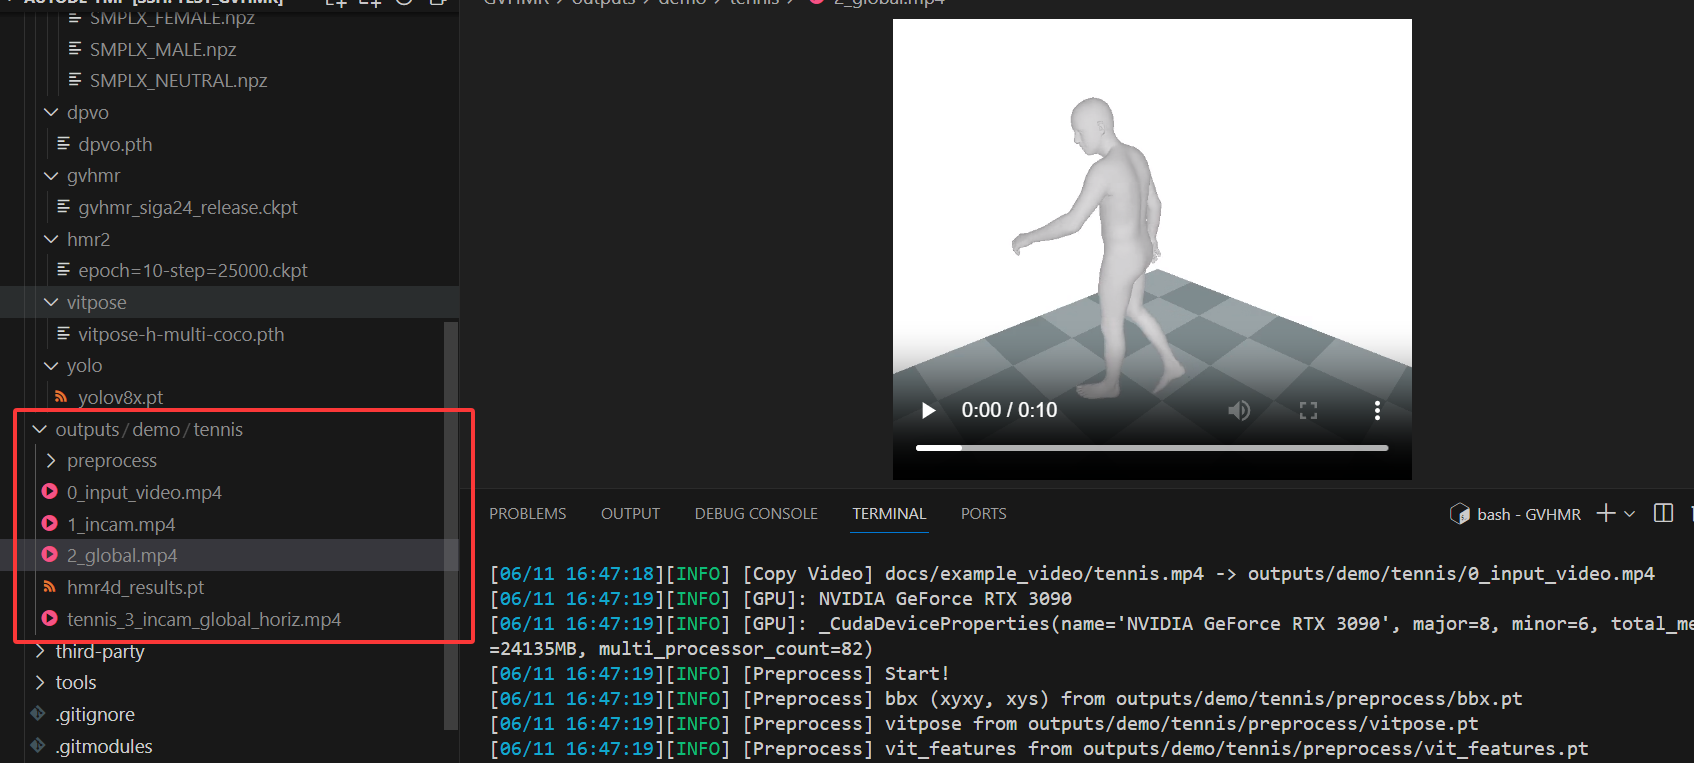 SMPLX_FEMALE.npz
SMPLX_MALE.npz
SMPLX_NEUTRAL.npz
dpvo
dpvo.pth
gvhmr
gvhmr_siga24_release.ckpt
hmr2
epoch=10-step=25000.ckpt
vitpose
vitpose-h-multi-coco.pth
yolo
yolov8x.pt
outputs/demo/tennis
preprocess
0_input_video.mp4
1_incam.mp4
2_global.mp4
hmr4d_results.pt
tennis_3_incam_global_horiz.mp4
third-party
tools
.gitignore
.gitmodules
GVHMR > outputs > demo > tennis > 2_global.mp4
0:00 / 0:10
PROBLEMS OUTPUT DEBUG CONSOLE TERMINAL PORTS
bash - GVHMR
[06/11 16:47:18][INFO] [Copy Video] docs/example_video/tennis.mp4 -> outputs/demo/tennis/0_input_video.mp4
[06/11 16:47:19][INFO] [GPU]: NVIDIA GeForce RTX 3090
[06/11 16:47:19][INFO] [GPU]: _CudaDeviceProperties(name='NVIDIA GeForce RTX 3090', major=8, minor=6, total_me
=24135MB, multi_processor_count=82)
[06/11 16:47:19][INFO] [Preprocess] Start!
[06/11 16:47:19][INFO] [Preprocess] bbx (xyxy, xys) from outputs/demo/tennis/preprocess/bbx.pt
[06/11 16:47:19][INFO] [Preprocess] vitpose from outputs/demo/tennis/preprocess/vitpose.pt
[06/11 16:47:19][INFO] [Preprocess] vit_features from outputs/demo/tennis/preprocess/vit_features.pt